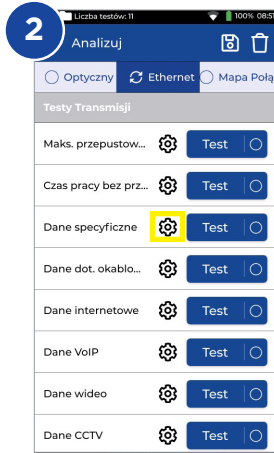 2
Liczba testów: 11 100% 08:51
Analizuj
Optyczny Ethernet Mapa Połą
Testy Transmisji
Maks. przepustow... Test
Czas pracy bez prz... Test
Dane specyficzne Test
Dane dot. okablo... Test
Dane internetowe Test
Dane VoIP Test
Dane wideo Test
Dane CCTV Test